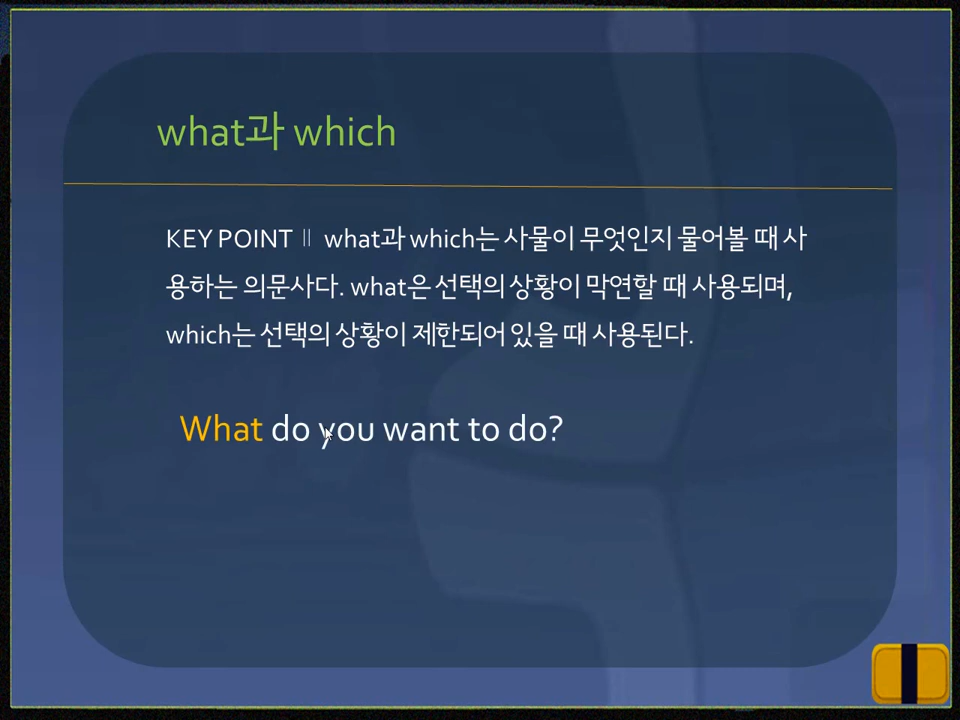 what과 which
KEY POINT ∥ what과 which는 사물이 무엇인지 물어볼 때 사
용하는 의문사다. what은 선택의 상황이 막연할 때 사용되며,
which는 선택의 상황이 제한되어 있을 때 사용된다.
What do you want to do?